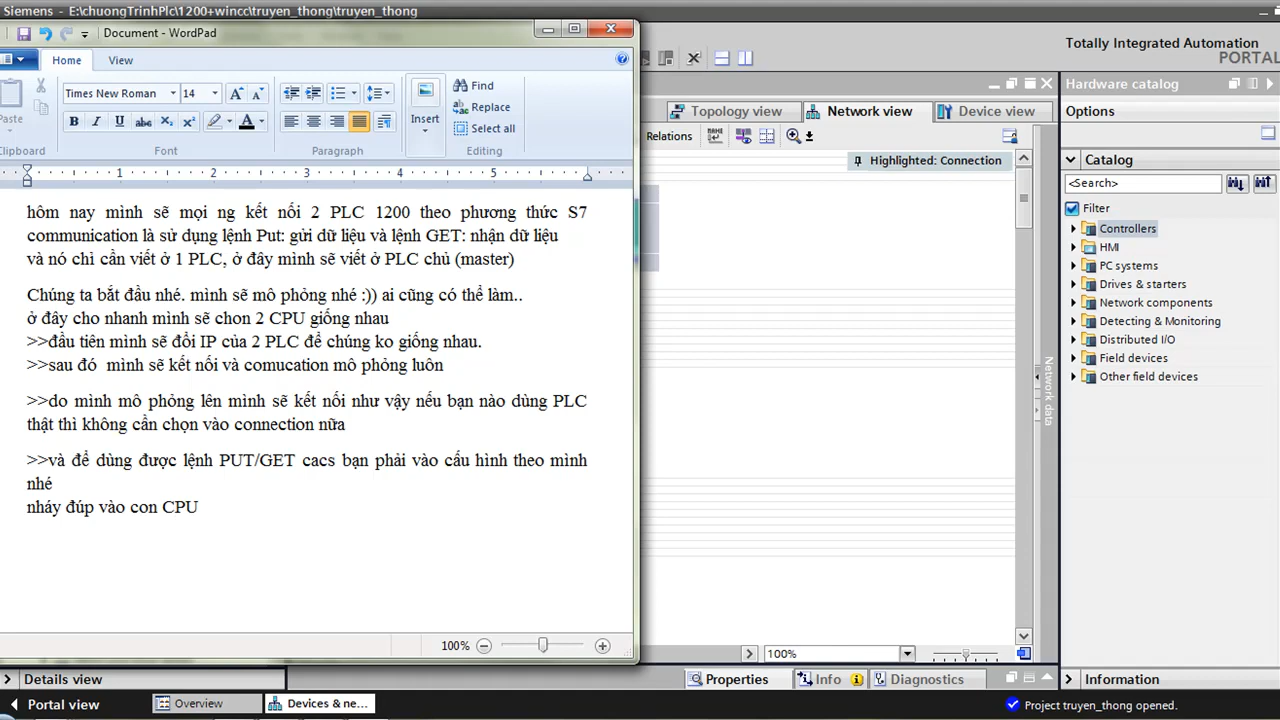 Siemens - E:\chuongTrinhPlc\1200+wincc\truyen_thong\truyen_thong
Document - WordPad
Totally Integrated Automation
PORTAL
Home View
Hardware catalog
Options
Times New Roman 14
Find
Replace
Select all
Paste
Insert
B I U abc X₂ X²
Clipboard Font Paragraph Editing
Topology view Network view Device view
Relations
Highlighted: Connection
Catalog
<Search>
Filter
Controllers
HMI
PC systems
Drives & starters
Network components
Detecting & Monitoring
Distributed I/O
Field devices
Other field devices
1 2 3 4 5
hôm nay mình sẽ mọi ng kết nối 2 PLC 1200 theo phương thức S7
communication là sử dụng lệnh Put: gửi dữ liệu và lệnh GET: nhận dữ liệu
và nó chỉ cần viết ở 1 PLC, ở đây mình sẽ viết ở PLC chủ (master)
Chúng ta bắt đầu nhé. mình sẽ mô phỏng nhé :)) ai cũng có thể làm..
ở đây cho nhanh mình sẽ chon 2 CPU giống nhau
>>đầu tiên mình sẽ đổi IP của 2 PLC để chúng ko giống nhau.
>>sau đó  mình sẽ kết nối và comucation mô phỏng luôn
>>do mình mô phỏng lên mình sẽ kết nối như vậy nếu bạn nào dùng PLC
thật thì không cần chọn vào connection nữa
>>và để dùng được lệnh PUT/GET cacs bạn phải vào cấu hình theo mình
nhé
nháy đúp vào con CPU
Network data
100%
100%
Details view
Properties Info Diagnostics
Information
Portal view
Overview
Devices & ne...
Project truyen_thong opened.